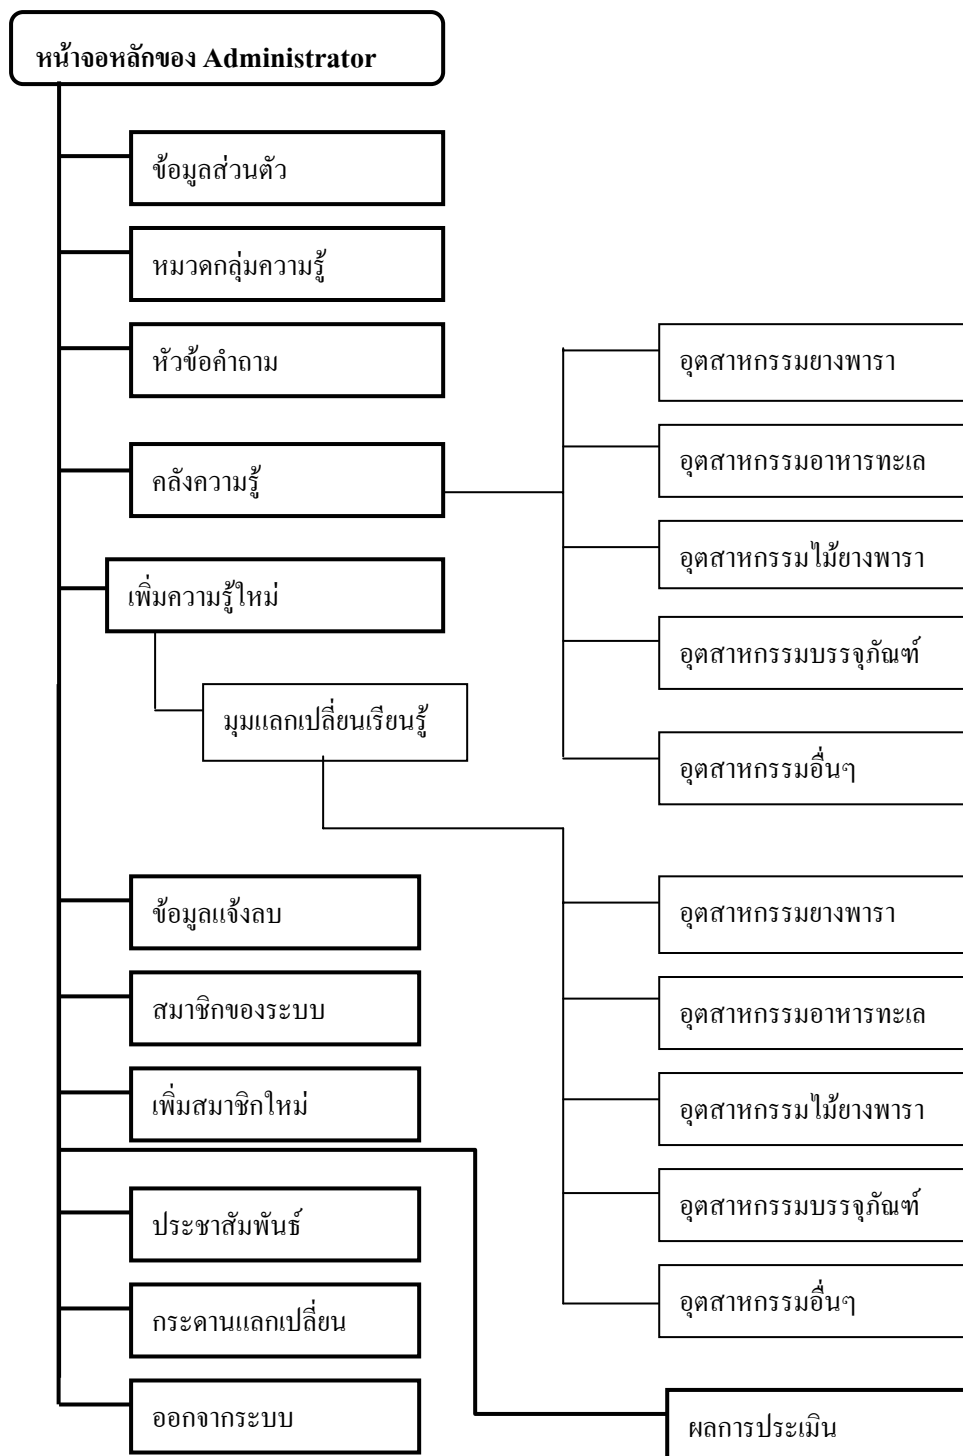 หน้าจอหลักของ Administrator
ข้อมูลส่วนตัว
หมวดกลุ่มความรู้
หัวข้อคำถาม
คลังความรู้
อุตสาหกรรมยางพารา
อุตสาหกรรมอาหารทะเล
อุตสาหกรรมไม้ยางพารา
อุตสาหกรรมบรรจุภัณฑ์
อุตสาหกรรมอื่นๆ
เพิ่มความรู้ใหม่
มุมแลกเปลี่ยนเรียนรู้
อุตสาหกรรมยางพารา
อุตสาหกรรมอาหารทะเล
อุตสาหกรรมไม้ยางพารา
อุตสาหกรรมบรรจุภัณฑ์
อุตสาหกรรมอื่นๆ
ข้อมูลแจ้งลบ
สมาชิกของระบบ
เพิ่มสมาชิกใหม่
ประชาสัมพันธ์
กระดานแลกเปลี่ยน
ออกจากระบบ
ผลการประเมิน